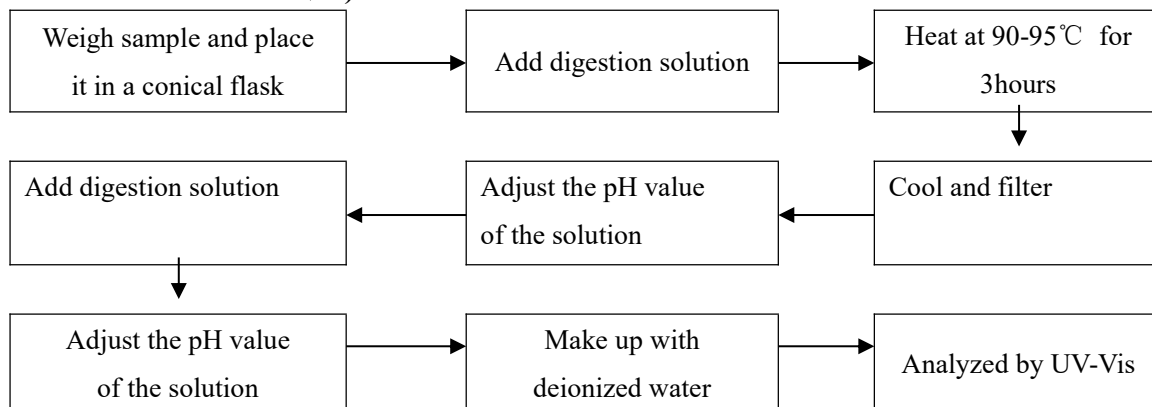 Weigh sample and place
it in a conical flask
Add digestion solution
Heat at 90-95℃ for
3hours
Cool and filter
Adjust the pH value
of the solution
Add digestion solution
Adjust the pH value
of the solution
Make up with
deionized water
Analyzed by UV-Vis